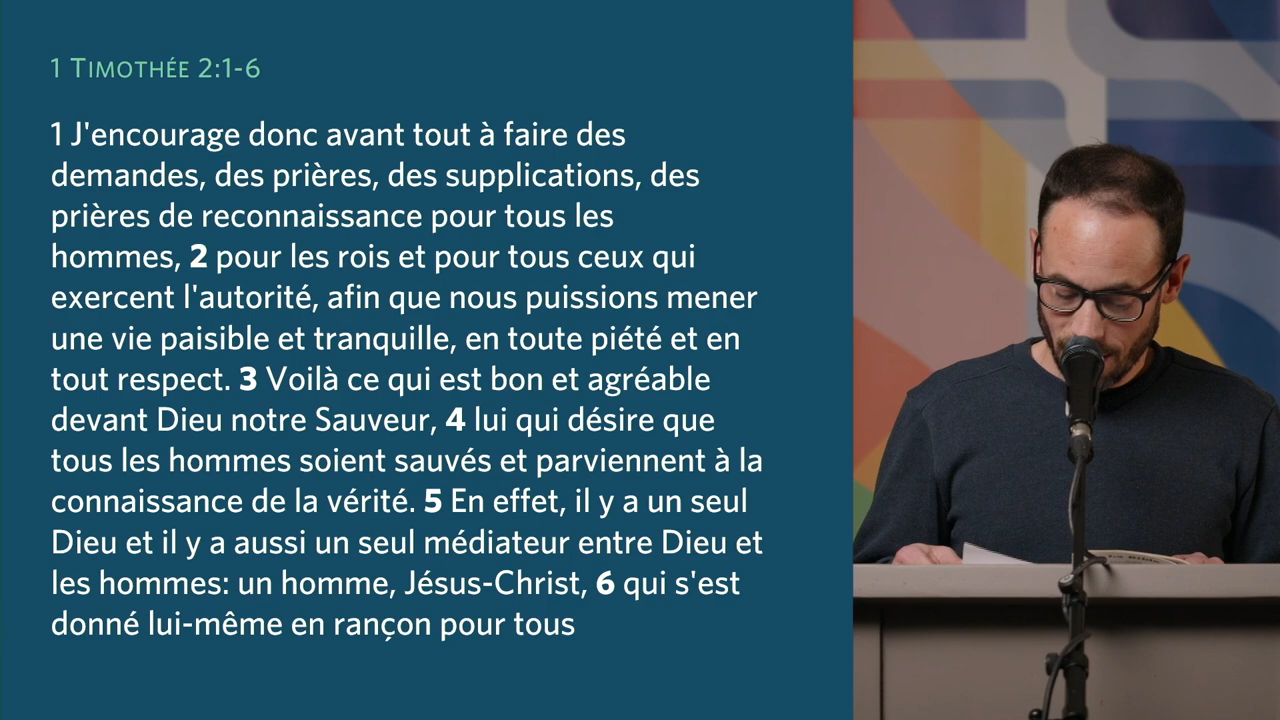 1 Timothée 2:1-6
1 J'encourage donc avant tout à faire des
demandes, des prières, des supplications, des
prières de reconnaissance pour tous les
hommes, 2 pour les rois et pour tous ceux qui
exercent l'autorité, afin que nous puissions mener
une vie paisible et tranquille, en toute piété et en
tout respect. 3 Voilà ce qui est bon et agréable
devant Dieu notre Sauveur, 4 lui qui désire que
tous les hommes soient sauvés et parviennent à la
connaissance de la vérité. 5 En effet, il y a un seul
Dieu et il y a aussi un seul médiateur entre Dieu et
les hommes: un homme, Jésus-Christ, 6 qui s'est
donné lui-même en rançon pour tous
La Bible